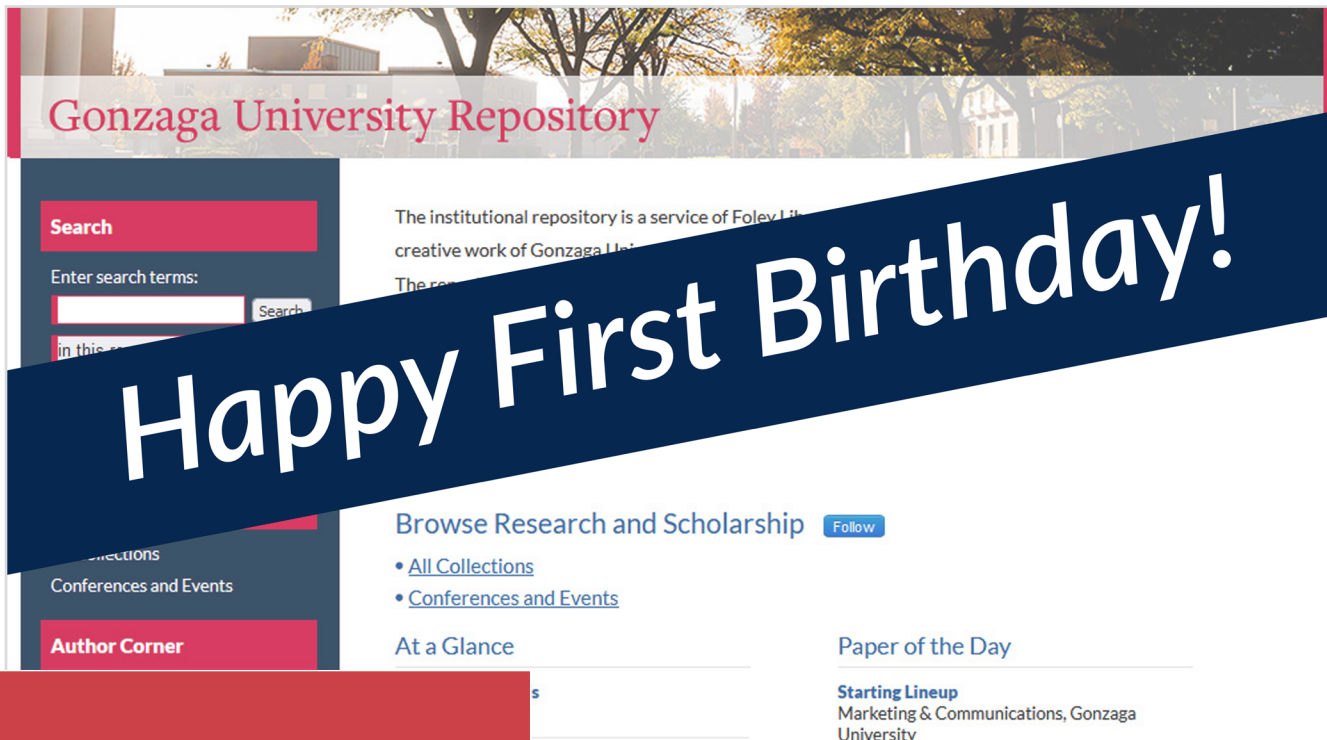 Gonzaga University Repository
Search
Enter search terms:
Search
in this
Conferences and Events
Author Corner
The institutional repository is a service of Foley
creative work of Gonzaga
The
Happy First Birthday!
Browse Research and Scholarship Follow
• All Collections
• Conferences and Events
At a Glance
Paper of the Day
Starting Lineup
Marketing & Communications, Gonzaga
University